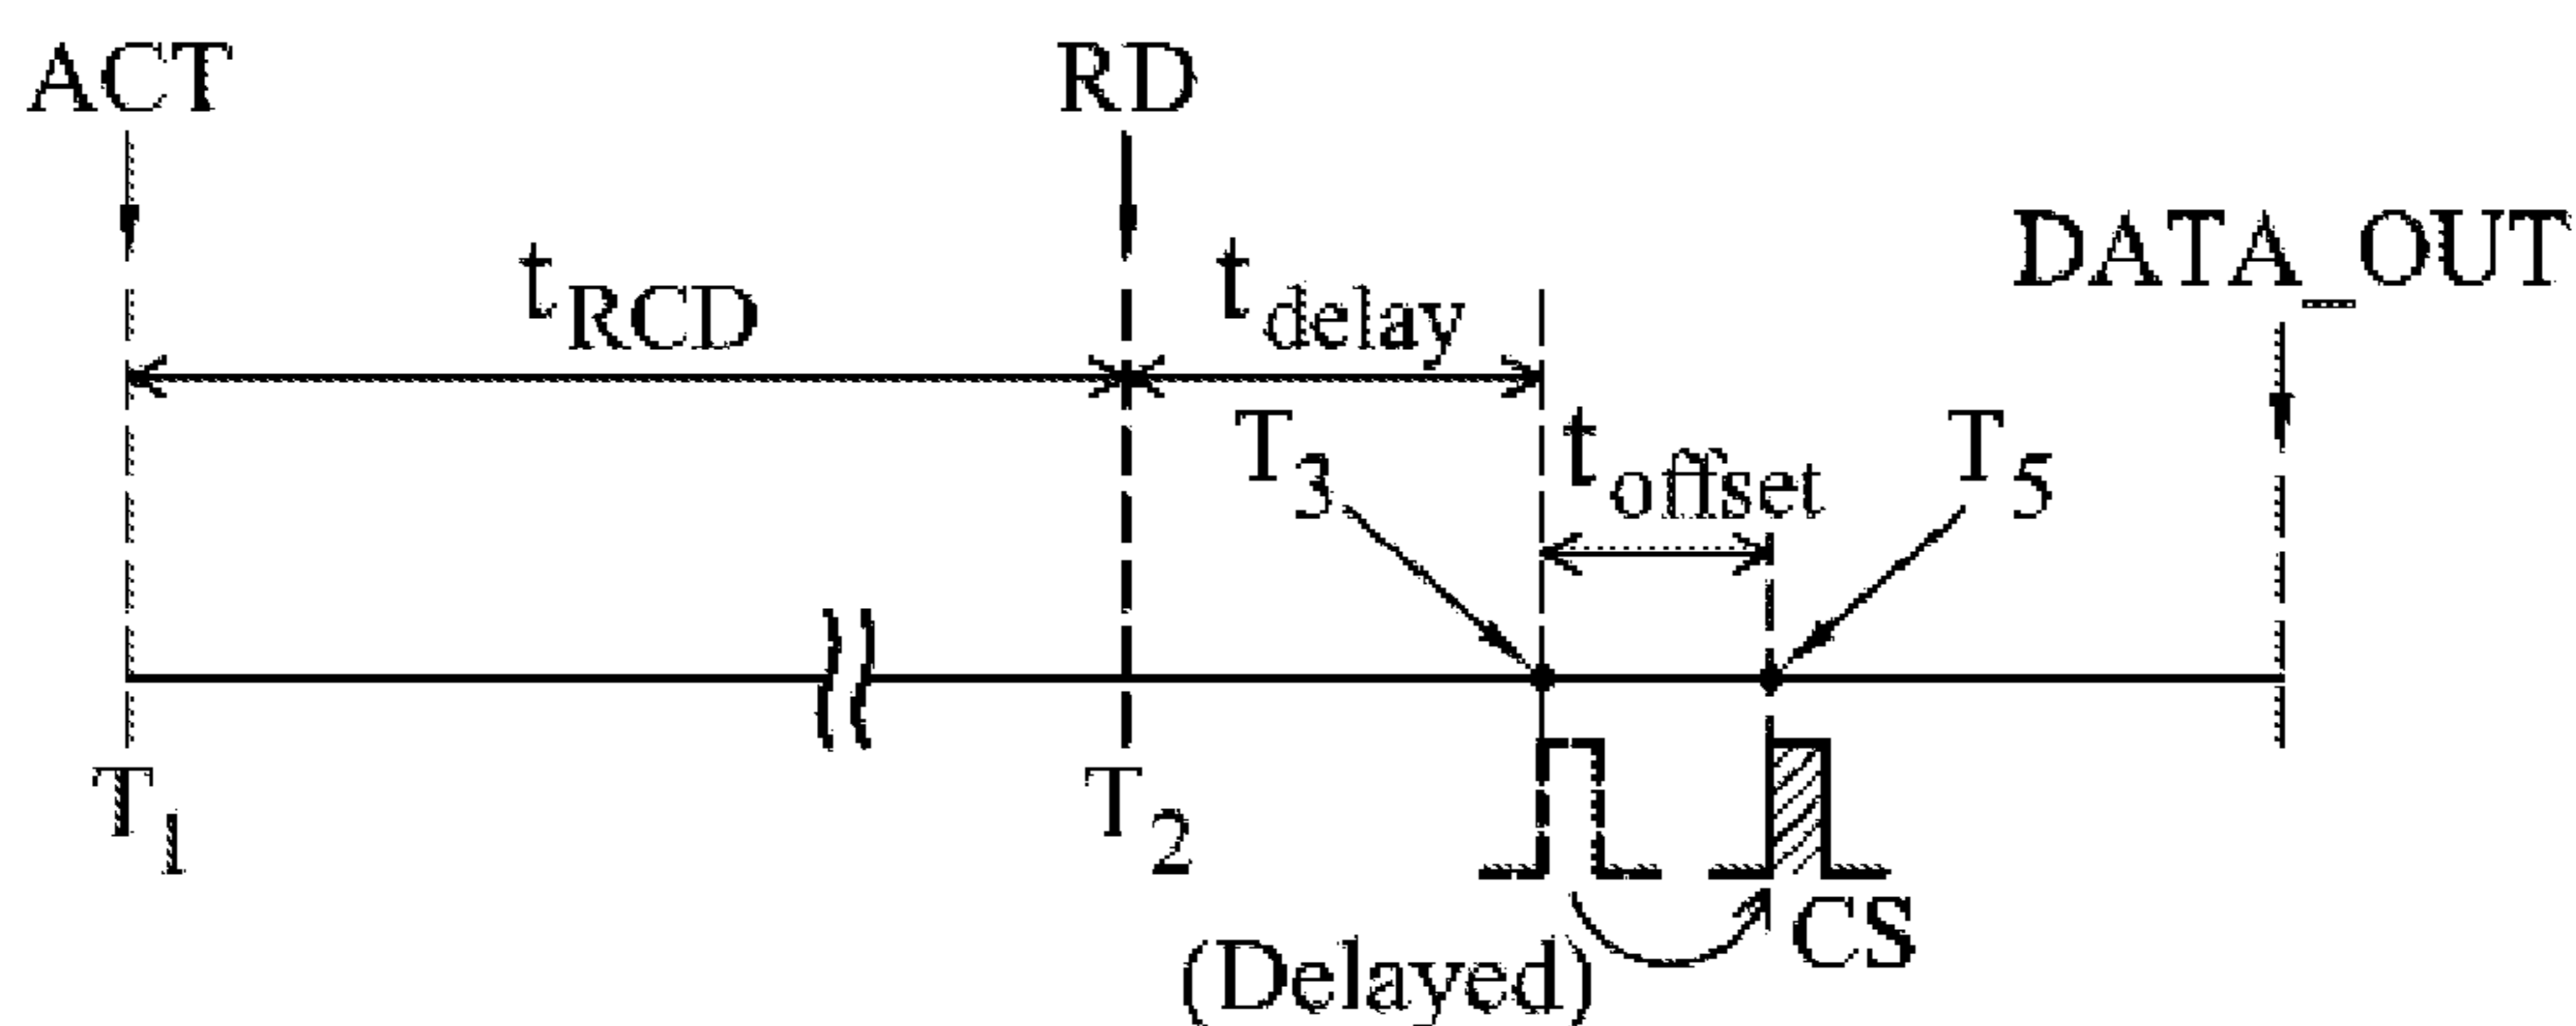 ACT
RD
DATA_OUT
tRCD
tdelay
T3
toffset
T5
T1
T2
CS
(Delayed)